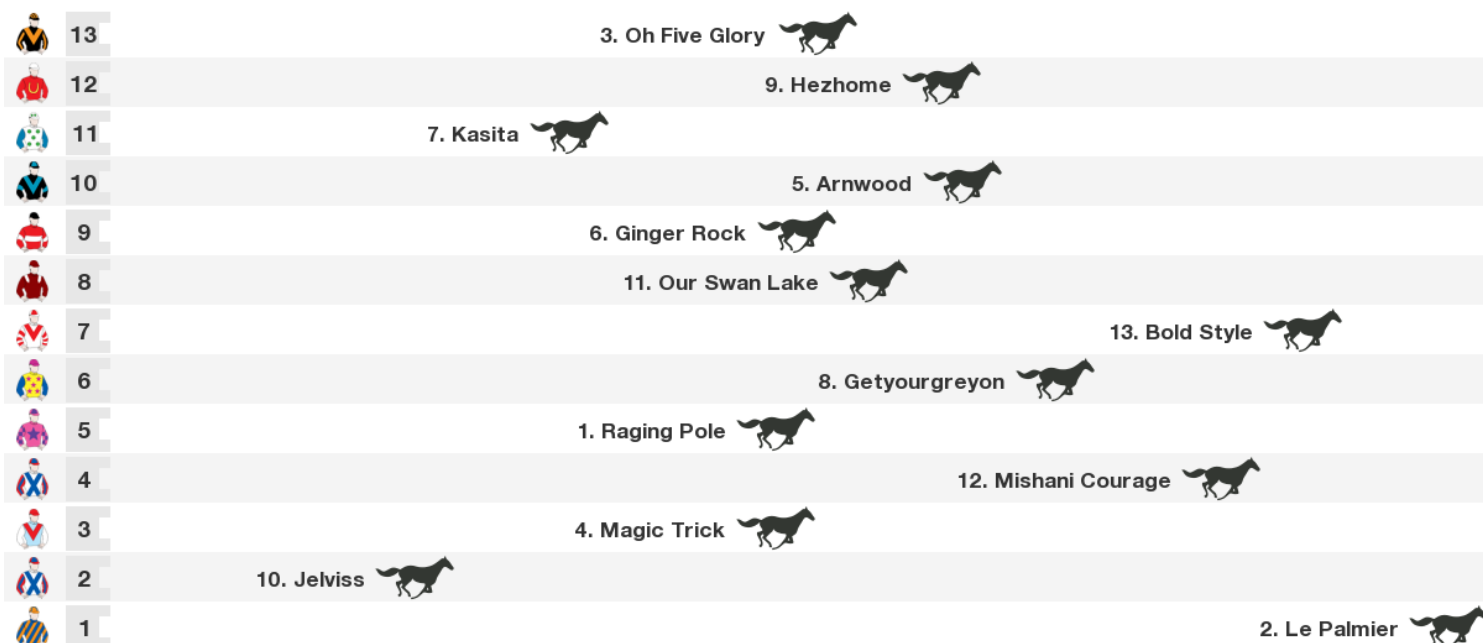 13 3. Oh Five Glory
12 9. Hezhome
11 7. Kasita
10 5. Arnwood
9 6. Ginger Rock
8 11. Our Swan Lake
7 13. Bold Style
6 8. Getyourgreyon
5 1. Raging Pole
4 12. Mishani Courage
3 4. Magic Trick
2 10. Jelviss
1 2. Le Palmier